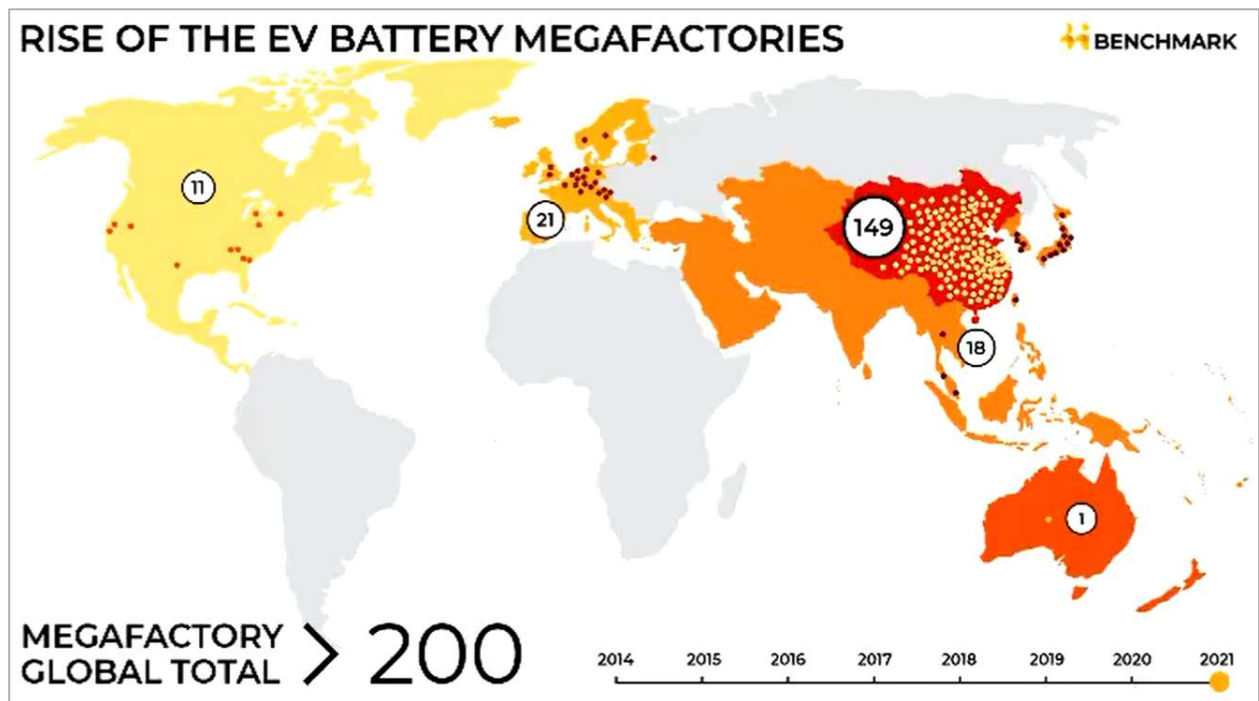 RISE OF THE EV BATTERY MEGAFACTORIES
BENCHMARK
11
21
149
18
1
MEGAFACTORY
GLOBAL TOTAL > 200
2014 2015 2016 2017 2018 2019 2020 2021